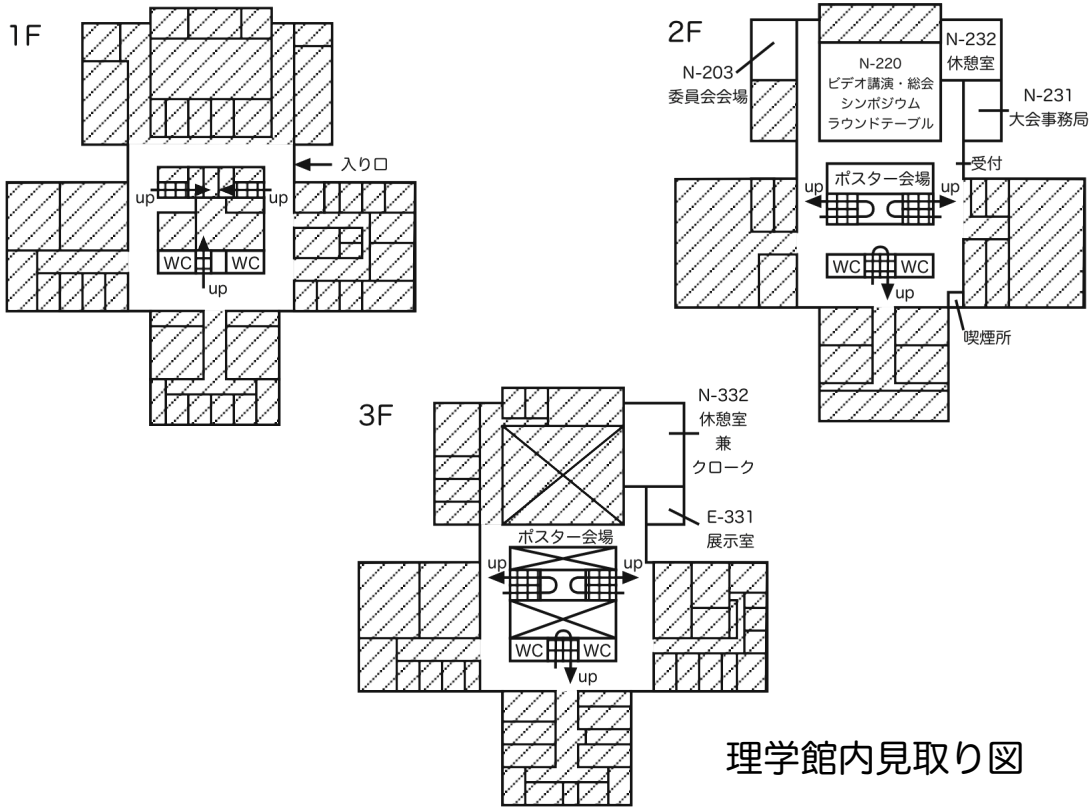 1F
入り口
up
up
WC
WC
up
2F
N-203
委員会会場
N-220
ビデオ講演・総会
シンポジウム
ラウンドテーブル
N-232
休憩室
N-231
大会事務局
受付
ポスター会場
up
up
WC
WC
up
喫煙所
3F
N-332
休憩室
兼
クローク
E-331
展示室
ポスター会場
up
up
WC
WC
up
理学館内見取り図